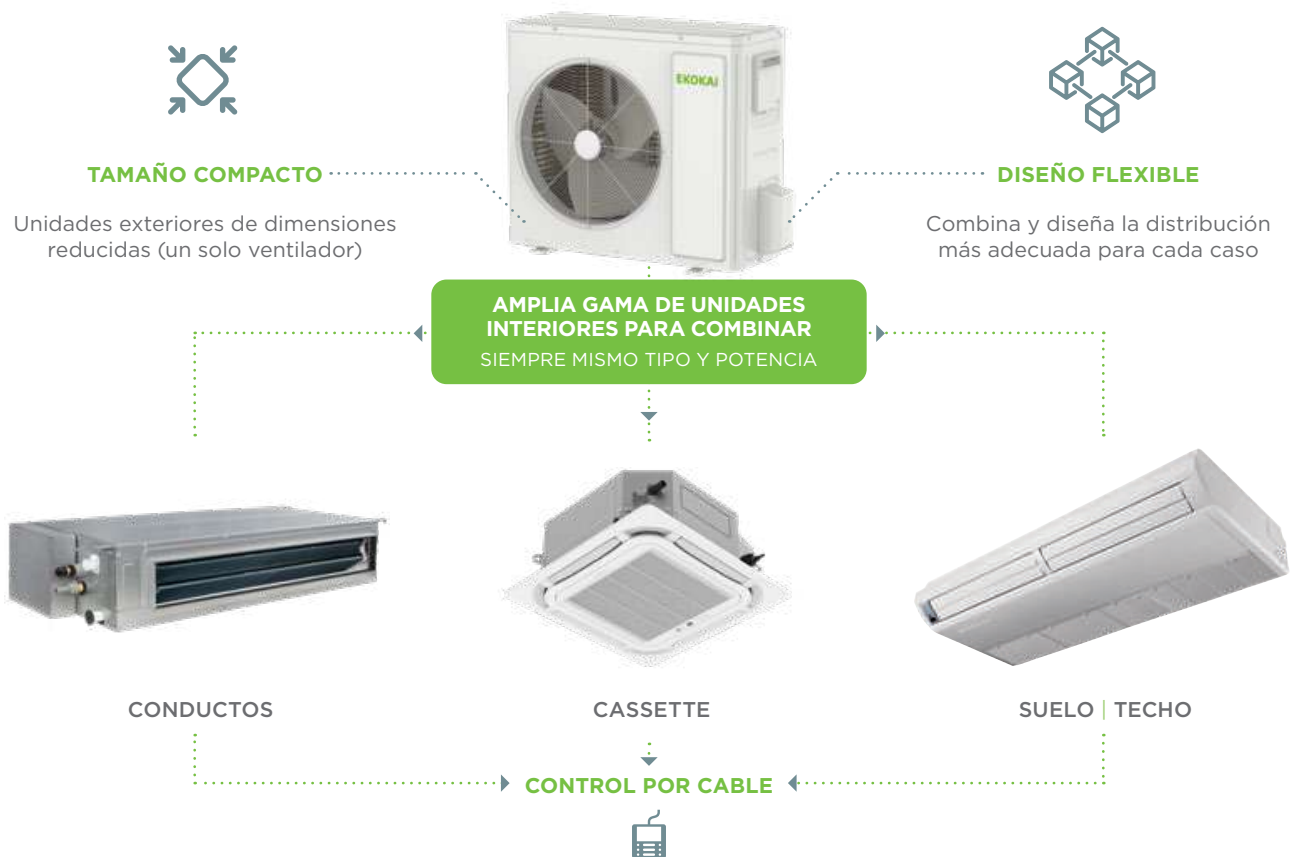 EKOKAI
TAMAÑO COMPACTO
Unidades exteriores de dimensiones
reducidas (un solo ventilador)
DISEÑO FLEXIBLE
Combina y diseña la distribución
más adecuada para cada caso
AMPLIA GAMA DE UNIDADES
INTERIORES PARA COMBINAR
SIEMPRE MISMO TIPO Y POTENCIA
CONDUCTOS
CASSETTE
SUELO | TECHO
CONTROL POR CABLE